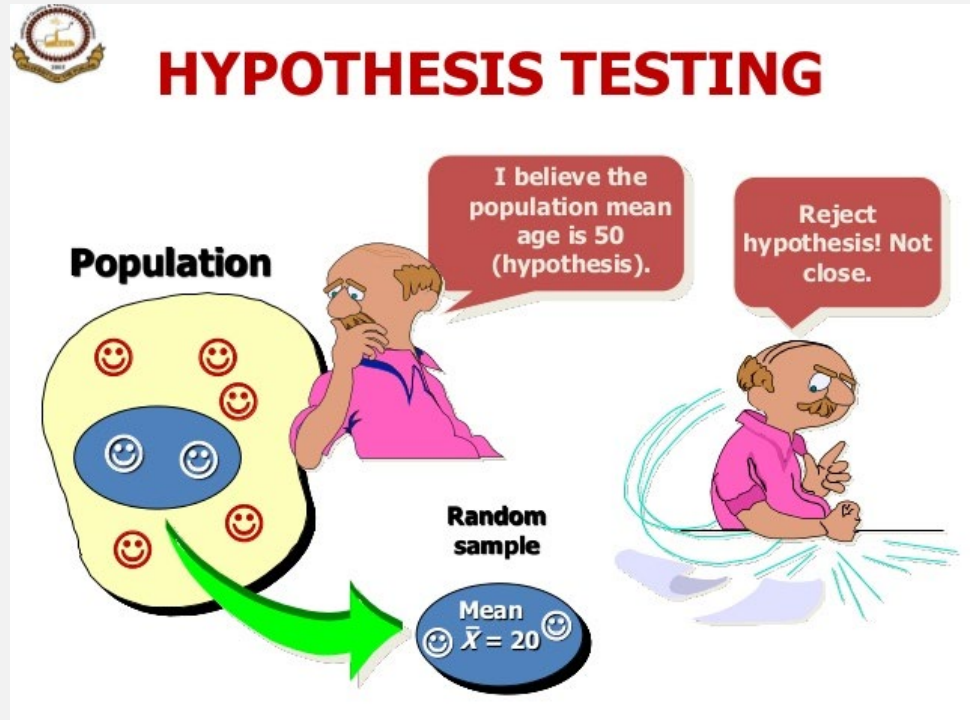 HYPOTHESIS TESTING
I believe the
population mean
age is 50
(hypothesis).
Reject
hypothesis! Not
close.
Population
Random
sample
Mean
X̅ = 20